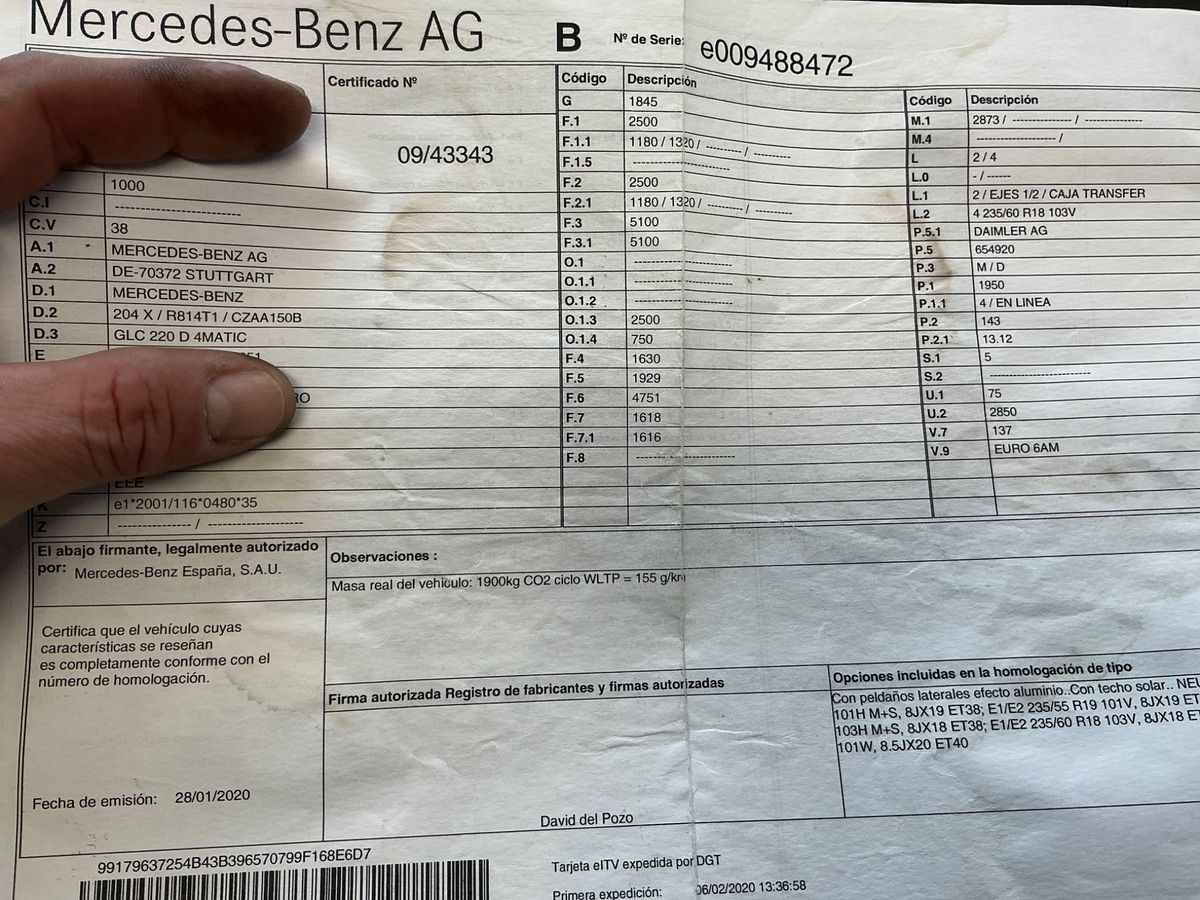 Mercedes-Benz AG
B Nº de Serie: e009488472
Certificado Nº
09/43343
1000
C.I ------------------------
C.V 38
A.1 MERCEDES-BENZ AG
A.2 DE-70372 STUTTGART
D.1 MERCEDES-BENZ
D.2 204 X / R814T1 / CZAA150B
D.3 GLC 220 D 4MATIC
E
EEE
K e1*2001/116*0480*35
Z -------------- / ------------------
Código Descripción
G 1845
F.1 2500
F.1.1 1180 / 1320 / --------- / ---------
F.1.5 -------------------
F.2 2500
F.2.1 1180 / 1320 / --------- / ---------
F.3 5100
F.3.1 5100
O.1 -------------------
O.1.1 -------------------
O.1.2 -------------------
O.1.3 2500
O.1.4 750
F.4 1630
F.5 1929
F.6 4751
F.7 1618
F.7.1 1616
F.8 -------------------
Código Descripción
M.1 2873 / --------------- / ---------------
M.4 -------------------- /
L 2 / 4
L.0 - / ------
L.1 2 / EJES 1/2 / CAJA TRANSFER
L.2 4 235/60 R18 103V
P.5.1 DAIMLER AG
P.5 654920
P.3 M / D
P.1 1950
P.1.1 4 / EN LINEA
P.2 143
P.2.1 13.12
S.1 5
S.2 -------------------
U.1 75
U.2 2850
V.7 137
V.9 EURO 6AM
El abajo firmante, legalmente autorizado
por: Mercedes-Benz España, S.A.U.
Certifica que el vehículo cuyas
características se reseñan
es completamente conforme con el
número de homologación.
Fecha de emisión: 28/01/2020
Observaciones :
Masa real del vehiculo: 1900kg CO2 ciclo WLTP = 155 g/km
Firma autorizada Registro de fabricantes y firmas autorizadas
David del Pozo
Opciones incluidas en la homologación de tipo
Con peldaños laterales efecto aluminio..Con techo solar..
101H M+S, 8JX19 ET38; E1/E2 235/55 R19 101V, 8JX19
103H M+S, 8JX18 ET38; E1/E2 235/60 R18 103V, 8JX18
101W, 8.5JX20 ET40
99179637254B43B396570799F168E6D7
Tarjeta eITV expedida por DGT
Primera expedición: 06/02/2020 13:36:58